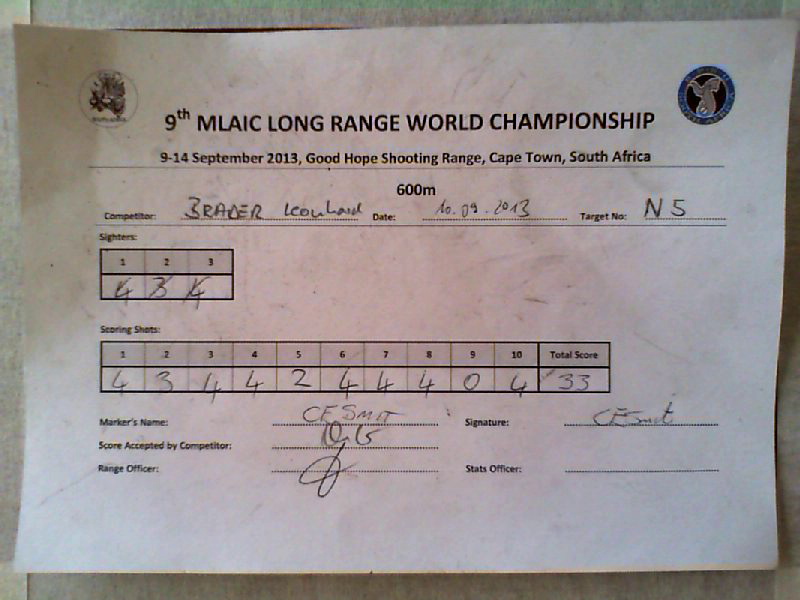 9th MLAIC LONG RANGE WORLD CHAMPIONSHIP
9-14 September 2013, Good Hope Shooting Range, Cape Town, South Africa
600m
Competitor: BRADER Leonhard Date: 10.09.2013 Target No: N 5
Sighters:
1 2 3
4 3 4
Scoring Shots:
1 2 3 4 5 6 7 8 9 10 Total Score
4 3 4 4 2 4 4 4 0 4 33
Marker's Name: CE Smit Signature: CESmit
Score Accepted by Competitor:
Range Officer: Stats Officer: